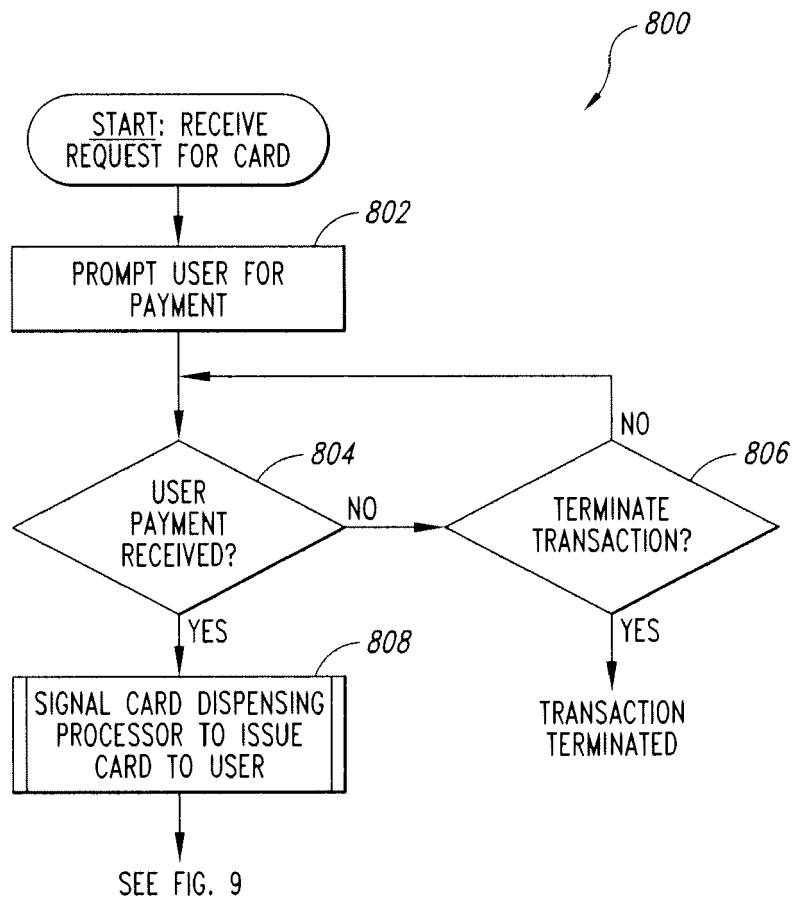 800
START: RECEIVE
REQUEST FOR CARD
802
PROMPT USER FOR
PAYMENT
804
USER
PAYMENT
RECEIVED?
NO
YES
806
TERMINATE
TRANSACTION?
NO
YES
TRANSACTION
TERMINATED
808
SIGNAL CARD DISPENSING
PROCESSOR TO ISSUE
CARD TO USER
SEE FIG. 9